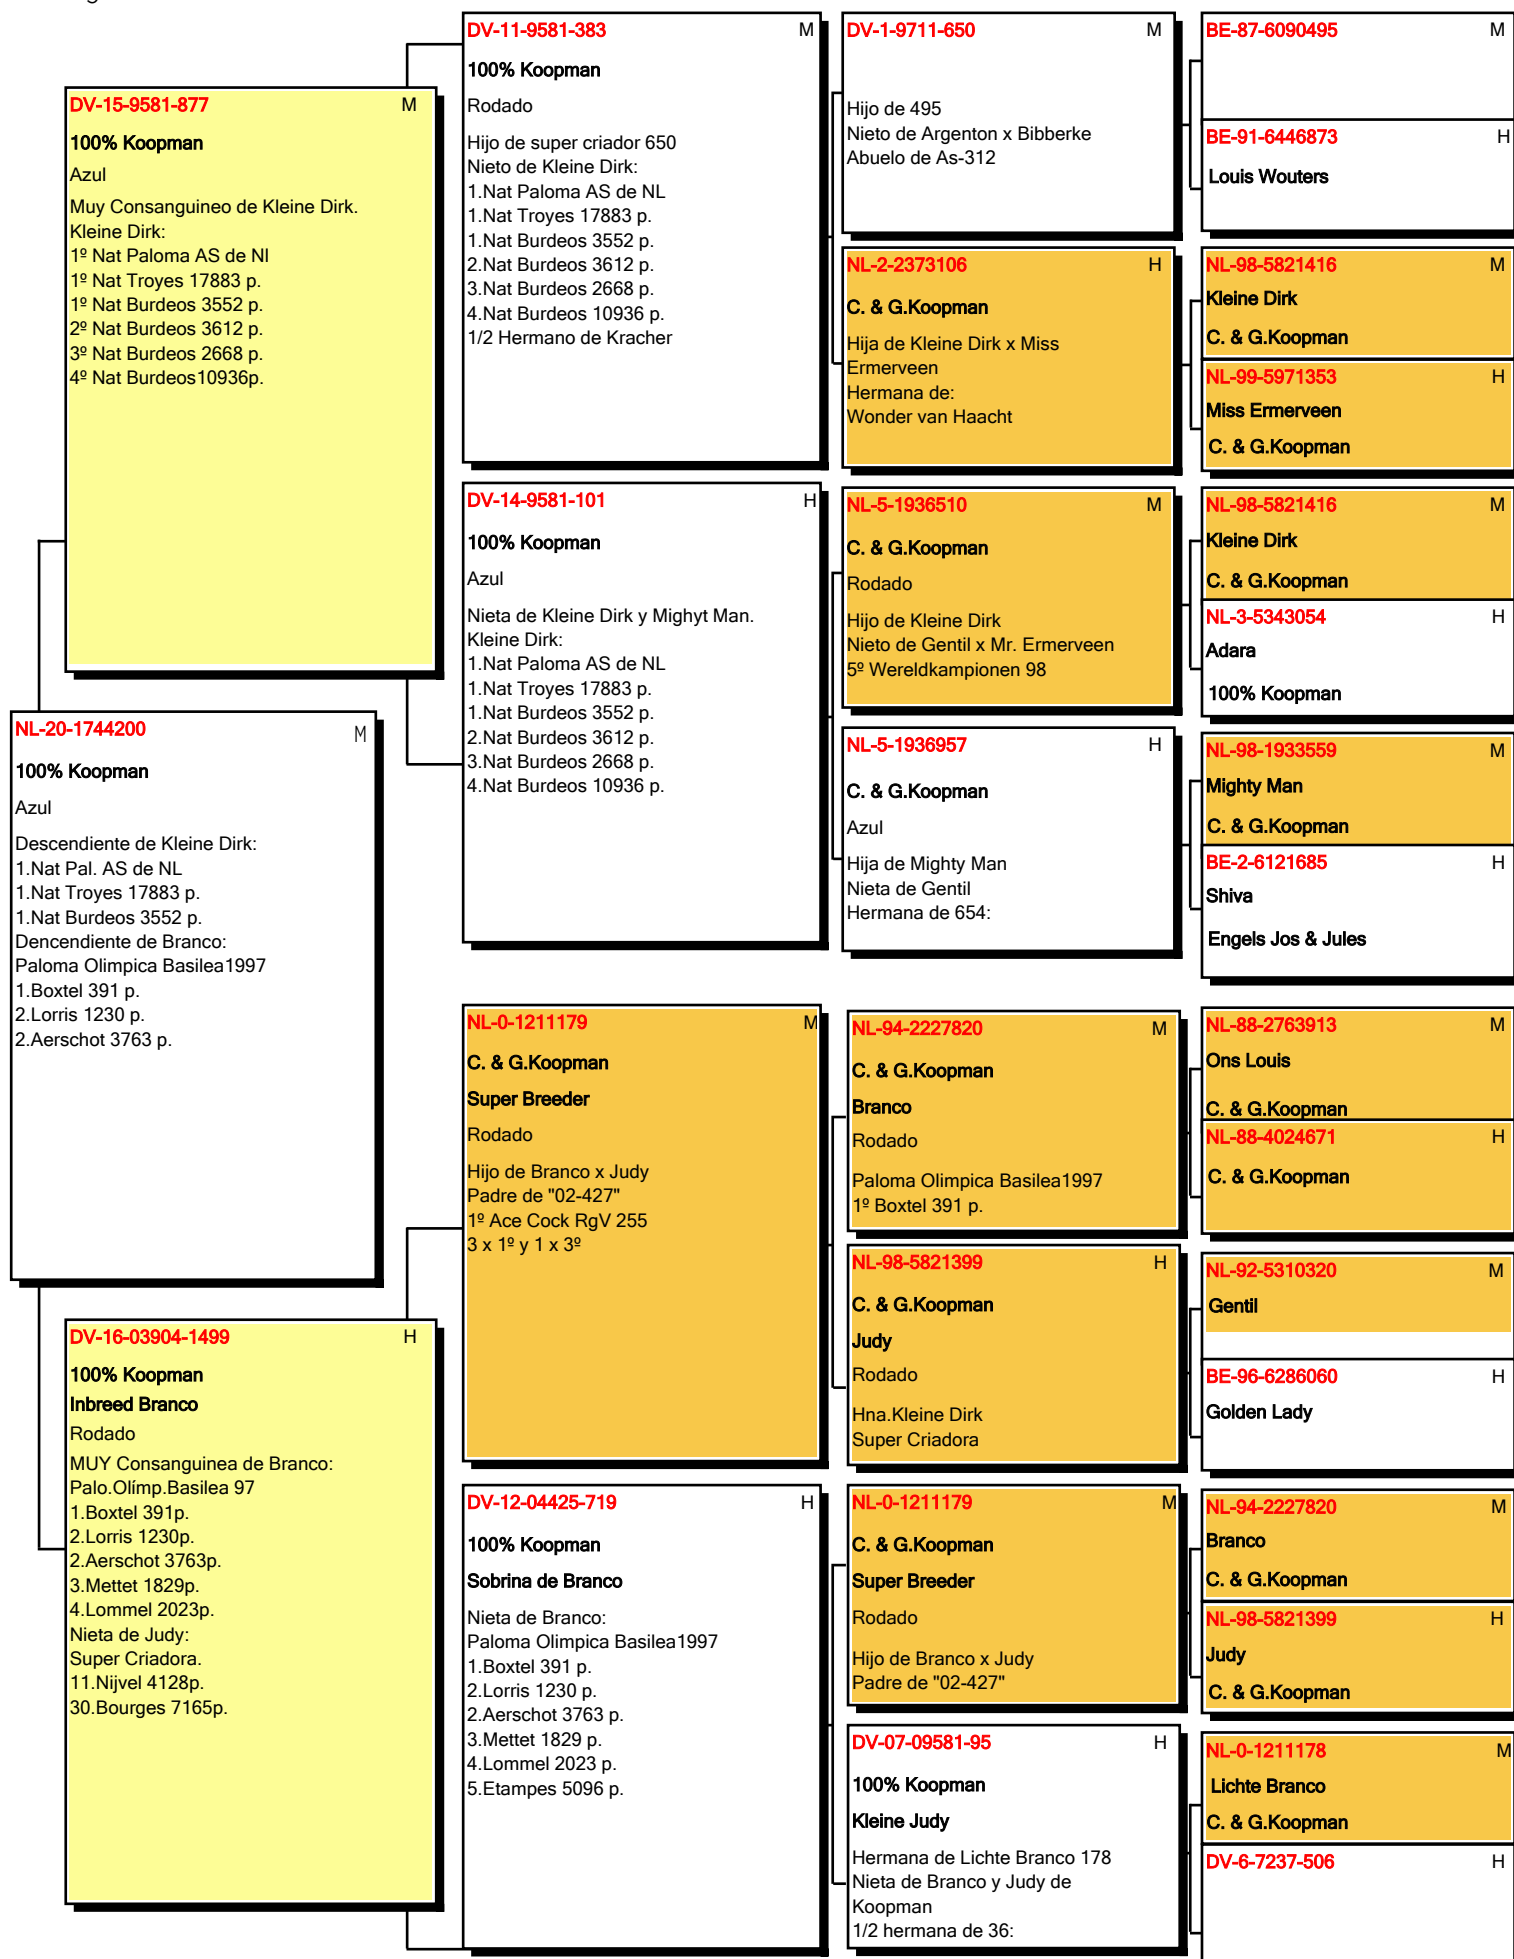 DV-15-9581-877 M
100% Koopman
Azul
Muy Consanguineo de Kleine Dirk.
Kleine Dirk:
1º Nat Paloma AS de Nl
1º Nat Troyes 17883 p.
1º Nat Burdeos 3552 p.
2º Nat Burdeos 3612 p.
3º Nat Burdeos 2668 p.
4º Nat Burdeos10936p.
NL-20-1744200 M
100% Koopman
Azul
Descendiente de Kleine Dirk:
1.Nat Pal. AS de NL
1.Nat Troyes 17883 p.
1.Nat Burdeos 3552 p.
Dencendiente de Branco:
Paloma Olimpica Basilea1997
1.Boxtel 391 p.
2.Lorris 1230 p.
2.Aerschot 3763 p.
DV-16-03904-1499 H
100% Koopman
Inbreed Branco
Rodado
MUY Consanguinea de Branco:
Palo.Olímp.Basilea 97
1.Boxtel 391p.
2.Lorris 1230p.
2.Aerschot 3763p.
3.Mettet 1829p.
4.Lommel 2023p.
Nieta de Judy:
Super Criadora.
11.Nijvel 4128p.
30.Bourges 7165p.
DV-11-9581-383 M
100% Koopman
Rodado
Hijo de super criador 650
Nieto de Kleine Dirk:
1.Nat Paloma AS de NL
1.Nat Troyes 17883 p.
1.Nat Burdeos 3552 p.
2.Nat Burdeos 3612 p.
3.Nat Burdeos 2668 p.
4.Nat Burdeos 10936 p.
1/2 Hermano de Kracher
DV-14-9581-101 H
100% Koopman
Azul
Nieta de Kleine Dirk y Mighyt Man.
Kleine Dirk:
1.Nat Paloma AS de NL
1.Nat Troyes 17883 p.
1.Nat Burdeos 3552 p.
2.Nat Burdeos 3612 p.
3.Nat Burdeos 2668 p.
4.Nat Burdeos 10936 p.
NL-0-1211179 M
C. & G.Koopman
Super Breeder
Rodado
Hijo de Branco x Judy
Padre de "02-427"
1º Ace Cock RgV 255
3 x 1º y 1 x 3º
DV-12-04425-719 H
100% Koopman
Sobrina de Branco
Nieta de Branco:
Paloma Olimpica Basilea1997
1.Boxtel 391 p.
2.Lorris 1230 p.
2.Aerschot 3763 p.
3.Mettet 1829 p.
4.Lommel 2023 p.
5.Etampes 5096 p.
DV-1-9711-650 M
Hijo de 495
Nieto de Argenton x Bibberke
Abuelo de As-312
NL-2-2373106 H
C. & G.Koopman
Hija de Kleine Dirk x Miss
Ermerveen
Hermana de:
Wonder van Haacht
NL-5-1936510 M
C. & G.Koopman
Rodado
Hijo de Kleine Dirk
Nieto de Gentil x Mr. Ermerveen
5º Wereldkampionen 98
NL-5-1936957 H
C. & G.Koopman
Azul
Hija de Mighty Man
Nieta de Gentil
Hermana de 654:
NL-94-2227820 M
C. & G.Koopman
Branco
Rodado
Paloma Olimpica Basilea1997
1º Boxtel 391 p.
NL-98-5821399 H
C. & G.Koopman
Judy
Rodado
Hna.Kleine Dirk
Super Criadora
NL-0-1211179 M
C. & G.Koopman
Super Breeder
Rodado
Hijo de Branco x Judy
Padre de "02-427"
DV-07-09581-95 H
100% Koopman
Kleine Judy
Hermana de Lichte Branco 178
Nieta de Branco y Judy de
Koopman
1/2 hermana de 36:
BE-87-6090495 M
BE-91-6446873 H
Louis Wouters
NL-98-5821416 M
Kleine Dirk
C. & G.Koopman
NL-99-5971353 H
Miss Ermerveen
C. & G.Koopman
NL-98-5821416 M
Kleine Dirk
C. & G.Koopman
NL-3-5343054 H
Adara
100% Koopman
NL-98-1933559 M
Mighty Man
C. & G.Koopman
BE-2-6121685 H
Shiva
Engels Jos & Jules
NL-88-2763913 M
Ons Louis
C. & G.Koopman
NL-88-4024671 H
C. & G.Koopman
NL-92-5310320 M
Gentil
BE-96-6286060 H
Golden Lady
NL-94-2227820 M
Branco
C. & G.Koopman
NL-98-5821399 H
Judy
C. & G.Koopman
NL-0-1211178 M
Lichte Branco
C. & G.Koopman
DV-6-7237-506 H